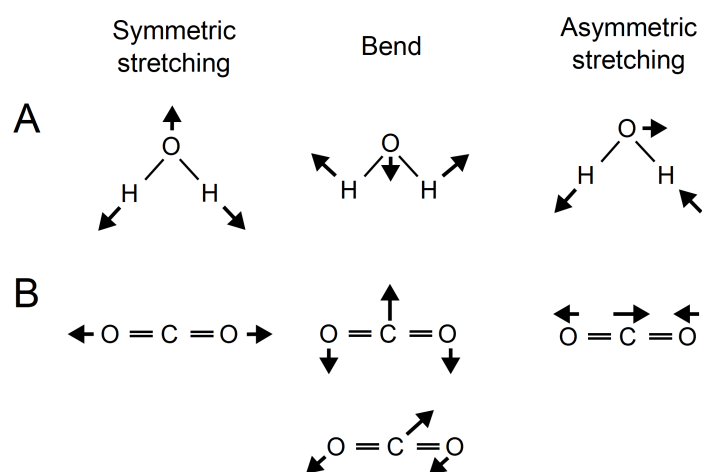 Symmetric
stretching
Bend
Asymmetric
stretching
A
O
H H
O
H H
O
H H
B
O = C = O
O = C = O
O = C = O
O = C = O